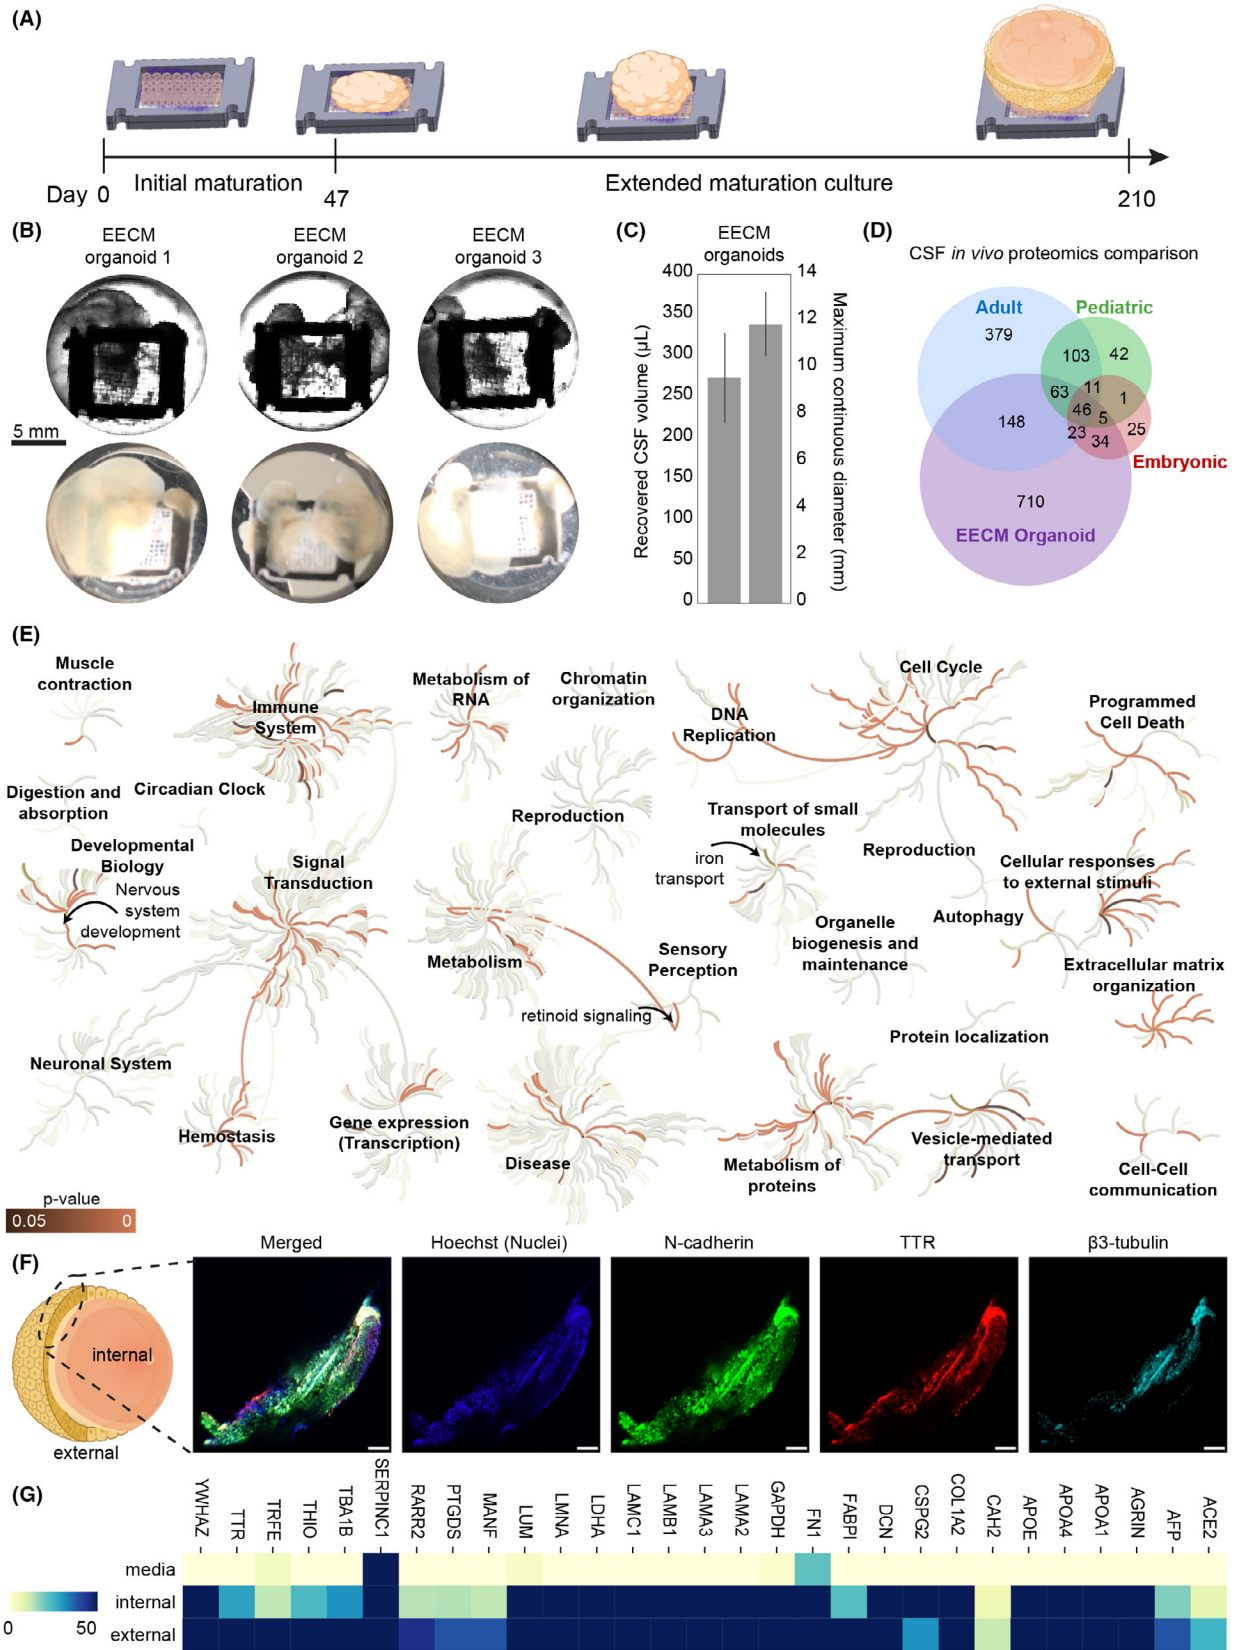 (A)
Day 0
Initial maturation
47
Extended maturation culture
210
(B)
EECM
organoid 1
EECM
organoid 2
EECM
organoid 3
5 mm
(C)
EECM
organoids
Recovered CSF volume (µL)
400
350
300
250
200
150
100
50
0
14
12
10
8
6
4
2
0
Maximum continuous diameter (mm)
(D)
CSF in vivo proteomics comparison
Adult
Pediatric
379
103
42
63
11
1
46
5
148
23
34
25
Embryonic
710
EECM Organoid
(E)
Muscle
contraction
Immune
System
Metabolism of
RNA
Chromatin
organization
DNA
Replication
Cell Cycle
Programmed
Cell Death
Digestion and
absorption
Circadian Clock
Reproduction
Transport of small
molecules
iron
transport
Reproduction
Cellular responses
to external stimuli
Developmental
Biology
Nervous
system
development
Signal
Transduction
Metabolism
Sensory
Perception
retinoid signaling
Organelle
biogenesis and
maintenance
Autophagy
Extracellular matrix
organization
Protein localization
Neuronal System
Hemostasis
Gene expression
(Transcription)
Disease
Metabolism of
proteins
Vesicle-mediated
transport
Cell-Cell
communication
p-value
0.05
0
(F)
internal
external
Merged
Hoechst (Nuclei)
N-cadherin
TTR
β3-tubulin
(G)
YWHAZ
TTR
TRFE
THIO
TBA1B
SERPINC1
RARR2
PTGDS
MANF
LUM
LMNA
LDHA
LAMC1
LAMB1
LAMA3
LAMA2
GAPDH
FN1
FABPI
DCN
CSPG2
COL1A2
CAH2
APOE
APOA4
APOA1
AGRIN
AFP
ACE2
media
internal
external
0
50